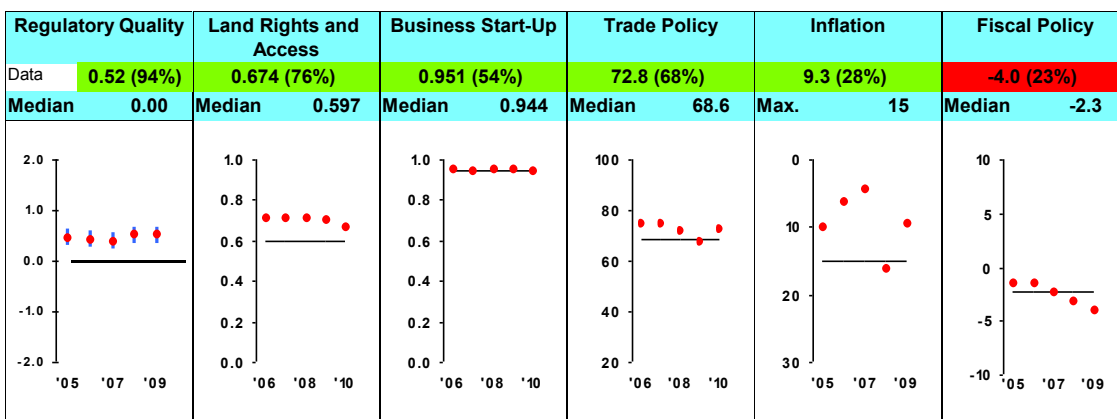 Regulatory Quality
Data 0.52 (94%)
Median 0.00
2.0
1.0
0.0
-1.0
-2.0
'05 '07 '09
Land Rights and
Access
0.674 (76%)
Median 0.597
1.0
0.8
0.6
0.4
0.2
0.0
'06 '08 '10
Business Start-Up
0.951 (54%)
Median 0.944
1.0
0.8
0.6
0.4
0.2
0.0
'06 '08 '10
Trade Policy
72.8 (68%)
Median 68.6
100
80
60
40
20
'06 '08 '10
Inflation
9.3 (28%)
Max. 15
0
10
20
30
'05 '07 '09
Fiscal Policy
-4.0 (23%)
Median -2.3
10
5
0
-5
-10
'05 '07 '09